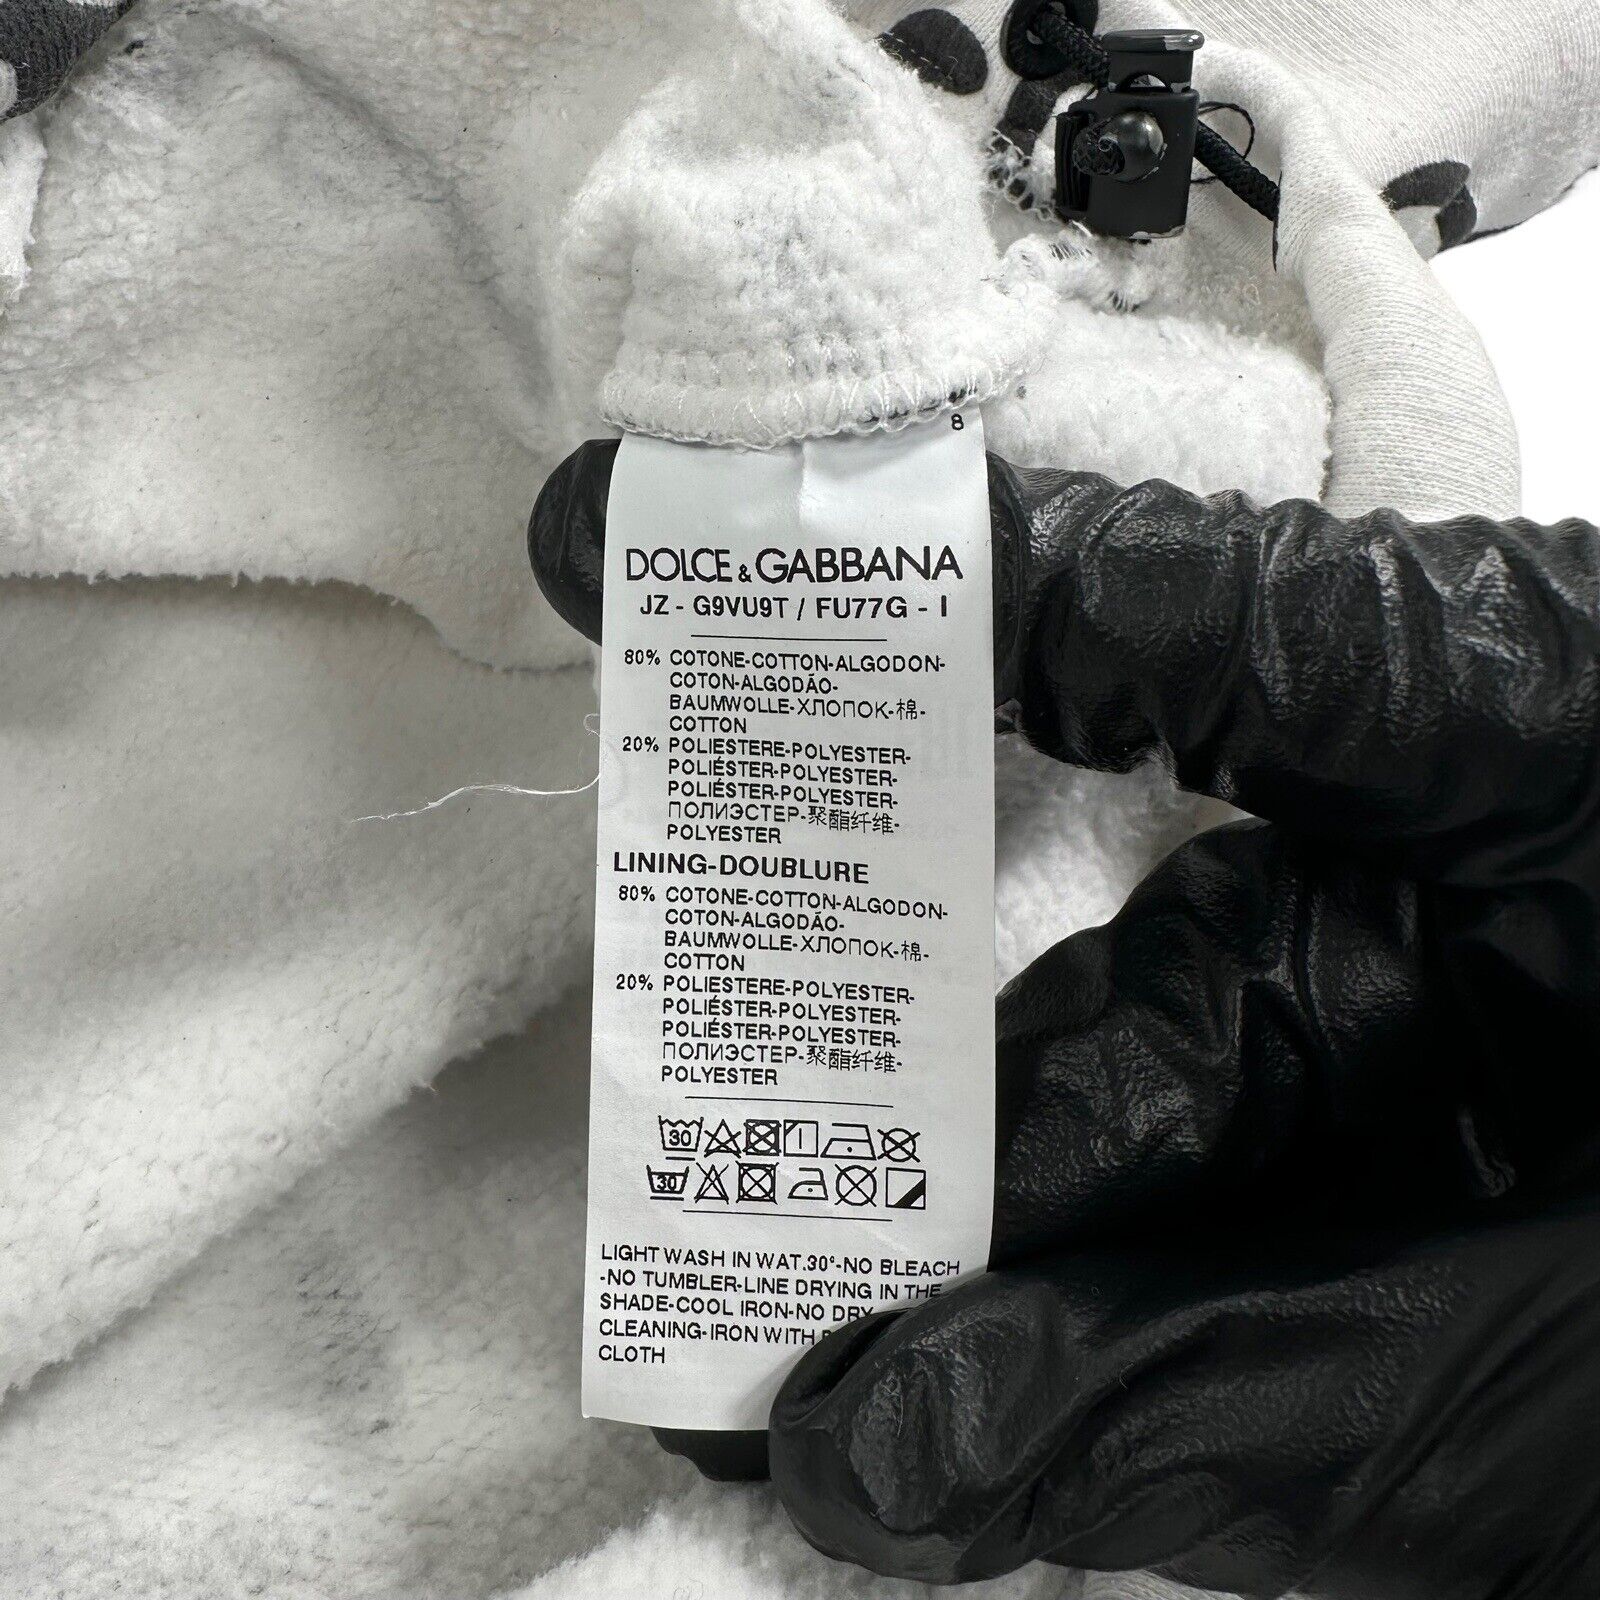 8
DOLCE & GABBANA
JZ - G9VU9T / FU77G - I
80% COTONE-COTTON-ALGODON-
COTON-ALGODÃO-
BAUMWOLLE-ХЛОПОК-棉-
COTTON
20% POLIESTERE-POLYESTER-
POLIÉSTER-POLYESTER-
POLIÉSTER-POLYESTER-
ПОЛИЭСТЕР-聚酯纤维-
POLYESTER
LINING-DOUBLURE
80% COTONE-COTTON-ALGODON-
COTON-ALGODÃO-
BAUMWOLLE-ХЛОПОК-棉-
COTTON
20% POLIESTERE-POLYESTER-
POLIÉSTER-POLYESTER-
POLIÉSTER-POLYESTER-
ПОЛИЭСТЕР-聚酯纤维-
POLYESTER
30
30
LIGHT WASH IN WAT.30°-NO BLEACH
-NO TUMBLER-LINE DRYING IN THE
SHADE-COOL IRON-NO DRY
CLEANING-IRON WITH
CLOTH